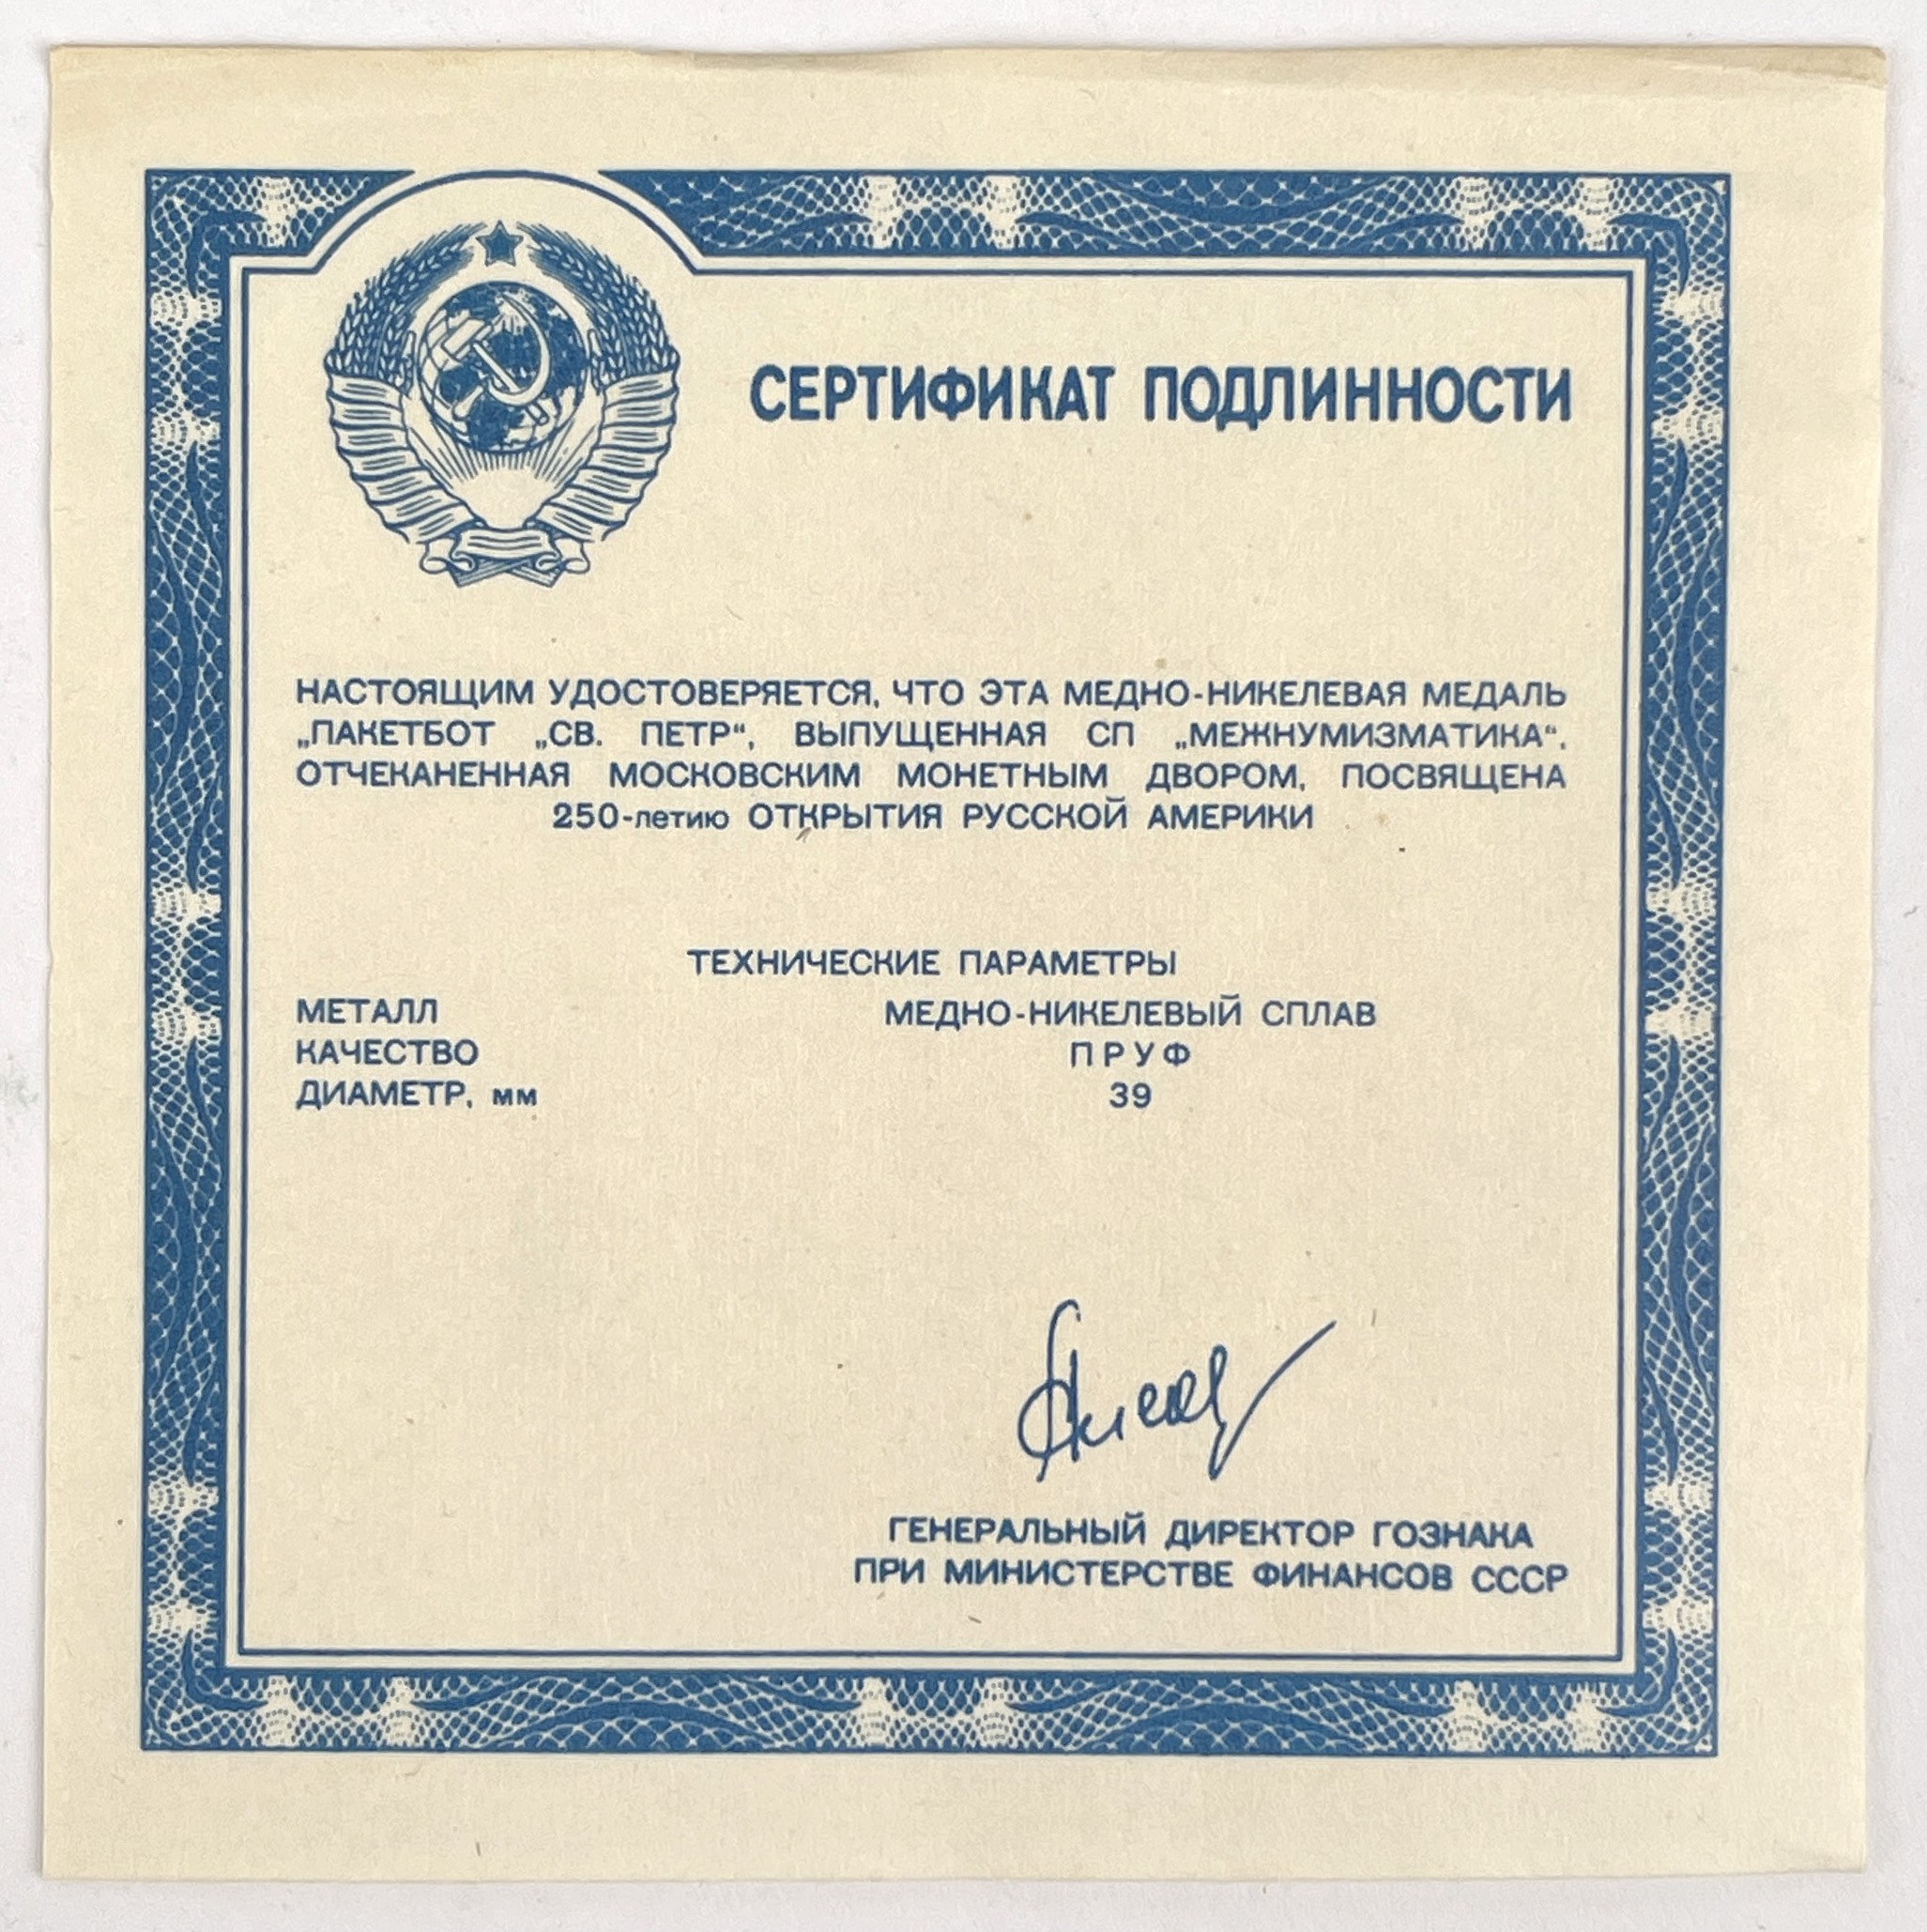 СЕРТИФИКАТ ПОДЛИННОСТИ
НАСТОЯЩИМ УДОСТОВЕРЯЕТСЯ, ЧТО ЭТА МЕДНО-НИКЕЛЕВАЯ МЕДАЛЬ
„ПАКЕТБОТ „СВ. ПЕТР“, ВЫПУЩЕННАЯ СП „МЕЖНУМИЗМАТИКА“,
ОТЧЕКАНЕННАЯ МОСКОВСКИМ МОНЕТНЫМ ДВОРОМ, ПОСВЯЩЕНА
250-летию ОТКРЫТИЯ РУССКОЙ АМЕРИКИ
ТЕХНИЧЕСКИЕ ПАРАМЕТРЫ
МЕТАЛЛ МЕДНО-НИКЕЛЕВЫЙ СПЛАВ
КАЧЕСТВО ПРУФ
ДИАМЕТР, мм 39
ГЕНЕРАЛЬНЫЙ ДИРЕКТОР ГОЗНАКА
ПРИ МИНИСТЕРСТВЕ ФИНАНСОВ СССР